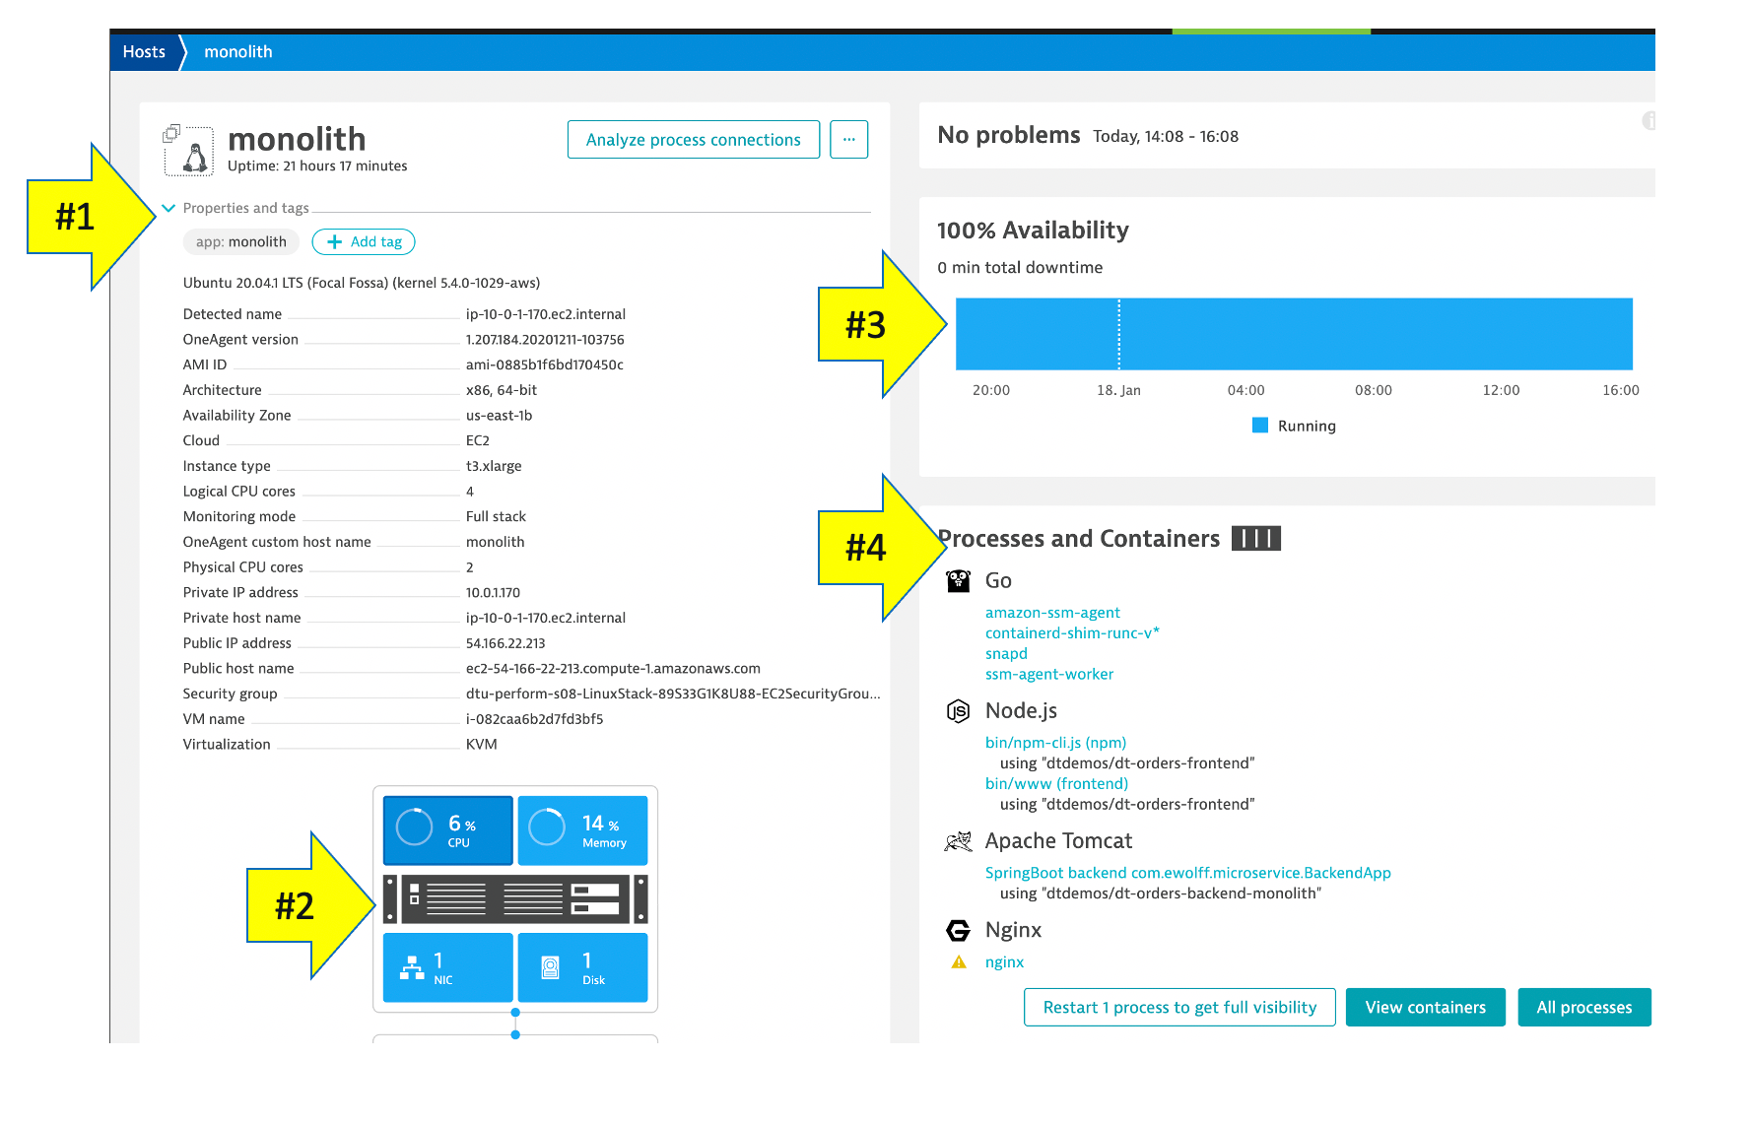 Hosts
monolith
monolith
Uptime: 21 hours 17 minutes
Analyze process connections
...
#1
Properties and tags
app: monolith
+ Add tag
Ubuntu 20.04.1 LTS (Focal Fossa) (kernel 5.4.0-1029-aws)
Detected name ip-10-0-1-170.ec2.internal
OneAgent version 1.207.184.20201211-103756
AMI ID ami-0885b1f6bd170450c
Architecture x86, 64-bit
Availability Zone us-east-1b
Cloud EC2
Instance type t3.xlarge
Logical CPU cores 4
Monitoring mode Full stack
OneAgent custom host name monolith
Physical CPU cores 2
Private IP address 10.0.1.170
Private host name ip-10-0-1-170.ec2.internal
Public IP address 54.166.22.213
Public host name ec2-54-166-22-213.compute-1.amazonaws.com
Security group dtu-perform-s08-LinuxStack-89S33G1K8U88-EC2SecurityGrou...
VM name i-082caa6b2d7fd3bf5
Virtualization KVM
#2
6 %
CPU
14 %
Memory
1
NIC
1
Disk
No problems Today, 14:08 - 16:08
i
100% Availability
0 min total downtime
#3
20:00 18. Jan 04:00 08:00 12:00 16:00
Running
#4
Processes and Containers
Go
amazon-ssm-agent
containerd-shim-runc-v*
snapd
ssm-agent-worker
JS
Node.js
bin/npm-cli.js (npm)
using "dtdemos/dt-orders-frontend"
bin/www (frontend)
using "dtdemos/dt-orders-frontend"
Apache Tomcat
SpringBoot backend com.ewolff.microservice.BackendApp
using "dtdemos/dt-orders-backend-monolith"
Nginx
nginx
Restart 1 process to get full visibility
View containers
All processes